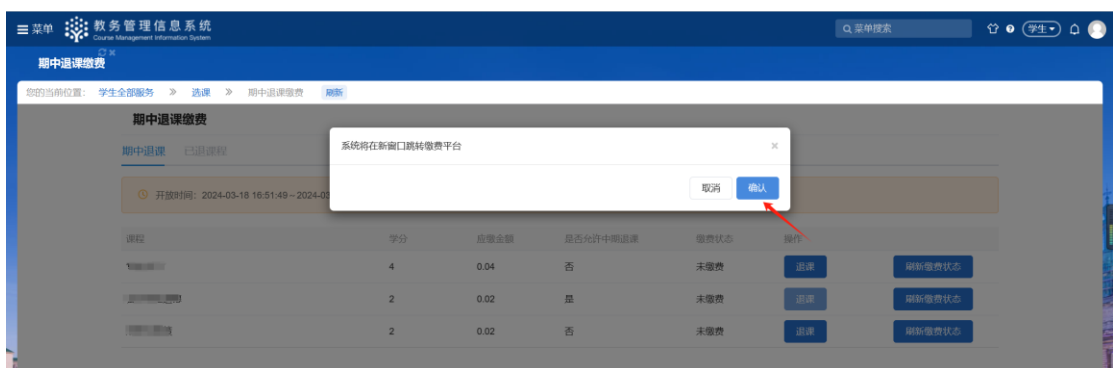 菜单 教务管理信息系统 菜单搜索 学生
Course Management Information System
期中退课缴费
您的当前位置： 学生全部服务 》 选课 》 期中退课缴费 刷新
期中退课缴费
系统将在新窗口跳转缴费平台
期中退课 已退课程
取消 确认
开放时间：2024-03-18 16:51:49～2024-03
课程 学分 应缴金额 是否允许中期退课 缴费状态 操作
4 0.04 否 未缴费 退课 刷新缴费状态
2 0.02 是 未缴费 退课 刷新缴费状态
2 0.02 否 未缴费 退课 刷新缴费状态